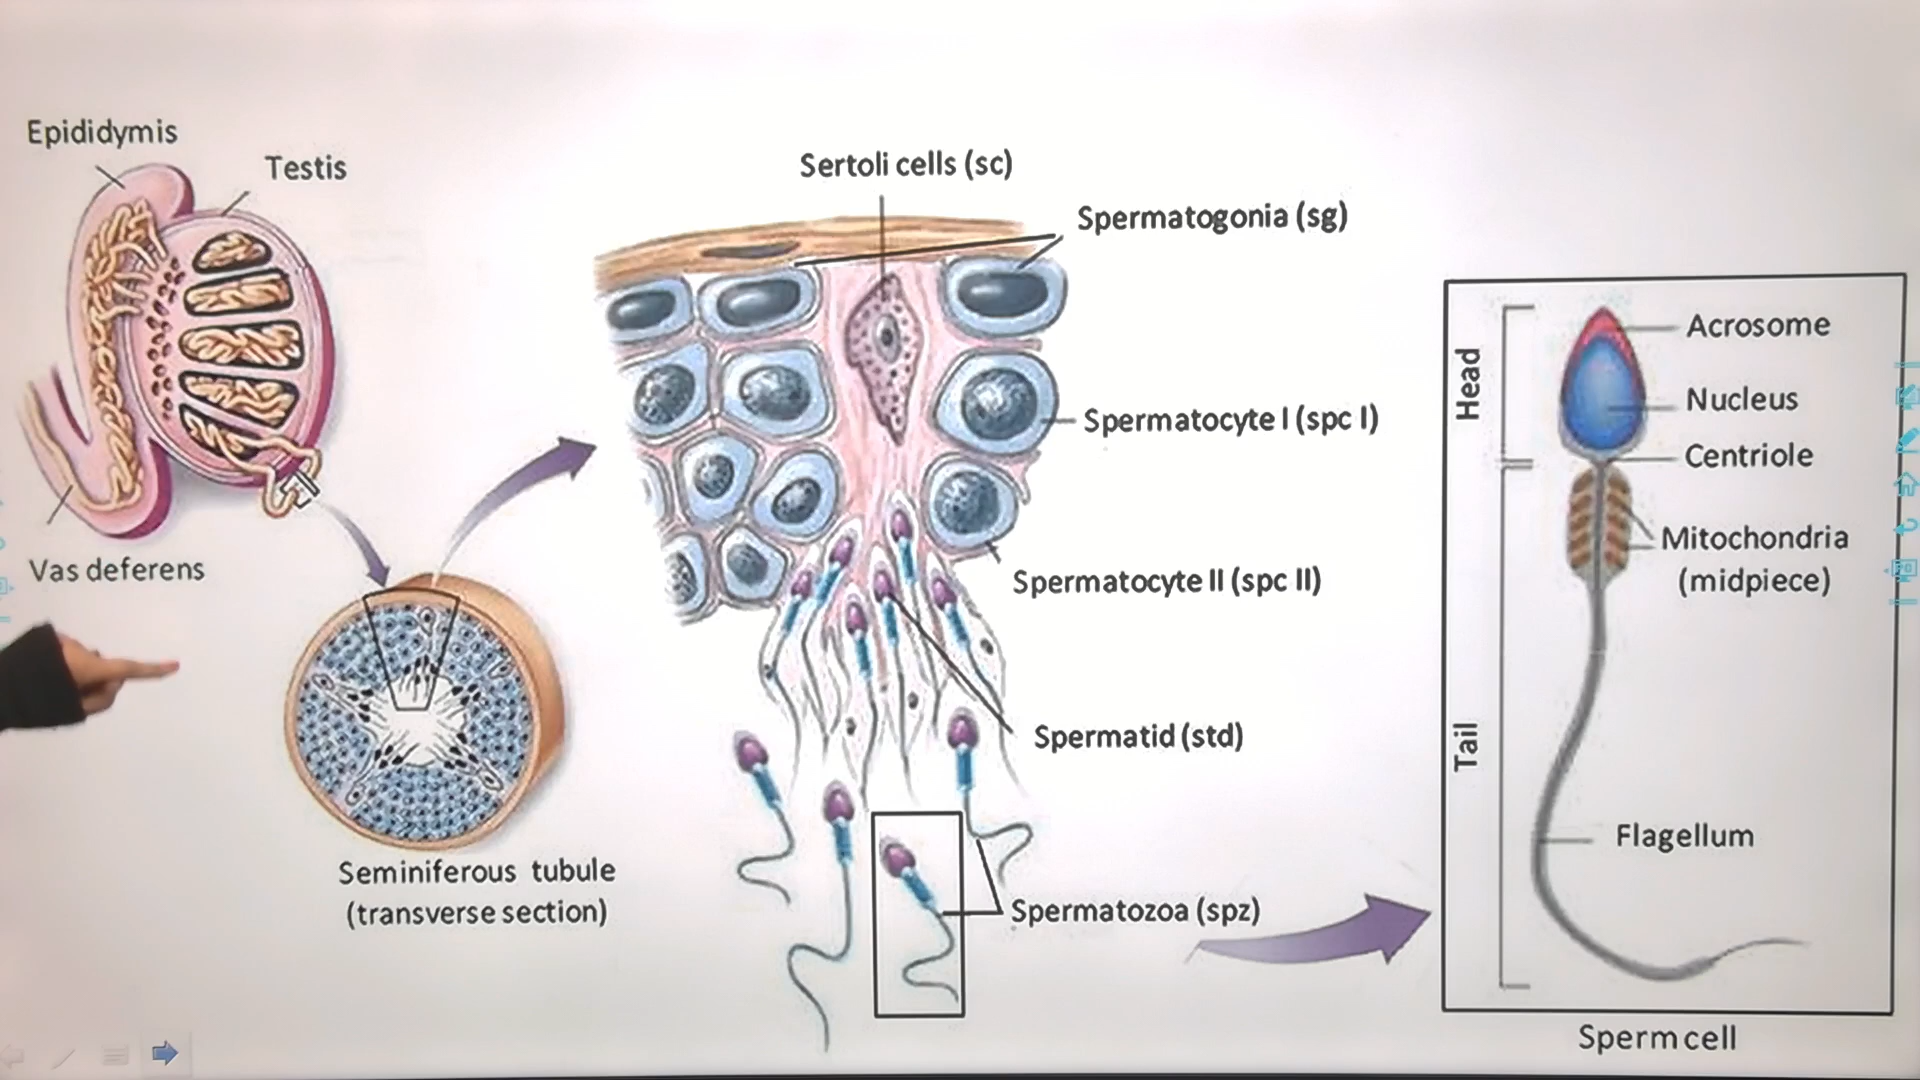 Epididymis
Testis
Vas deferens
Seminiferous tubule
(transverse section)
Sertoli cells (sc)
Spermatogonia (sg)
Spermatocyte I (spc I)
Spermatocyte II (spc II)
Spermatid (std)
Spermatozoa (spz)
Head
Tail
Acrosome
Nucleus
Centriole
Mitochondria
(midpiece)
Flagellum
Sperm cell